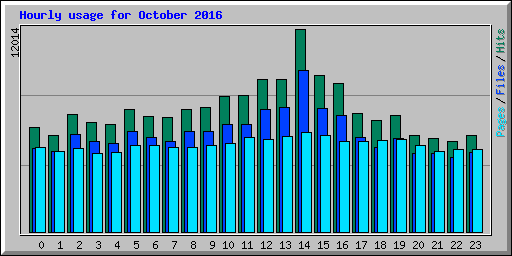 Hourly usage for October 2016
12014
Pages / Files / Hits
0 1 2 3 4 5 6 7 8 9 10 11 12 13 14 15 16 17 18 19 20 21 22 23